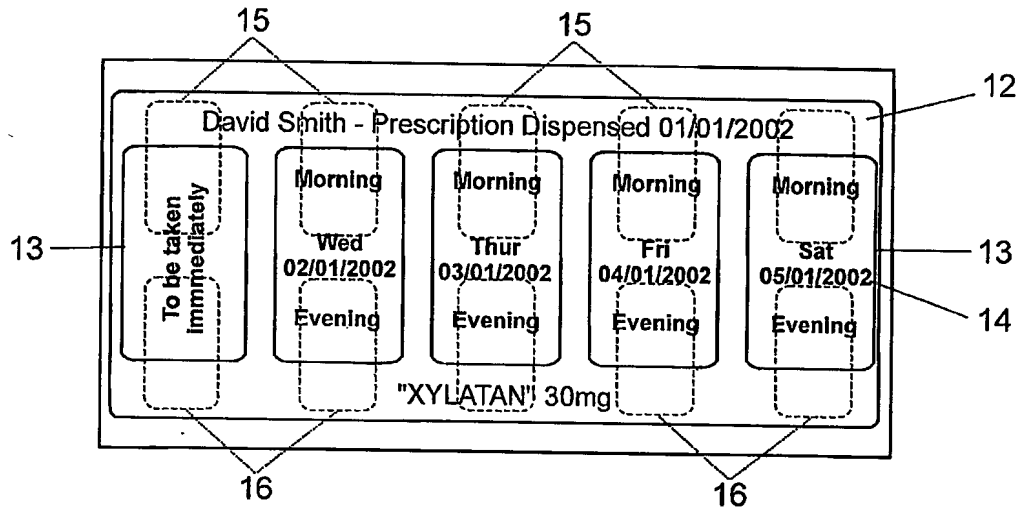 15 15
12
David Smith - Prescription Dispensed 01/01/2002
13
To be taken
immmediately
Morning
Wed
02/01/2002
Evening
Morning
Thur
03/01/2002
Evening
Morning
Fri
04/01/2002
Evening
Morning
Sat
05/01/2002
Evening
13
14
"XYLATAN" 30mg
16 16